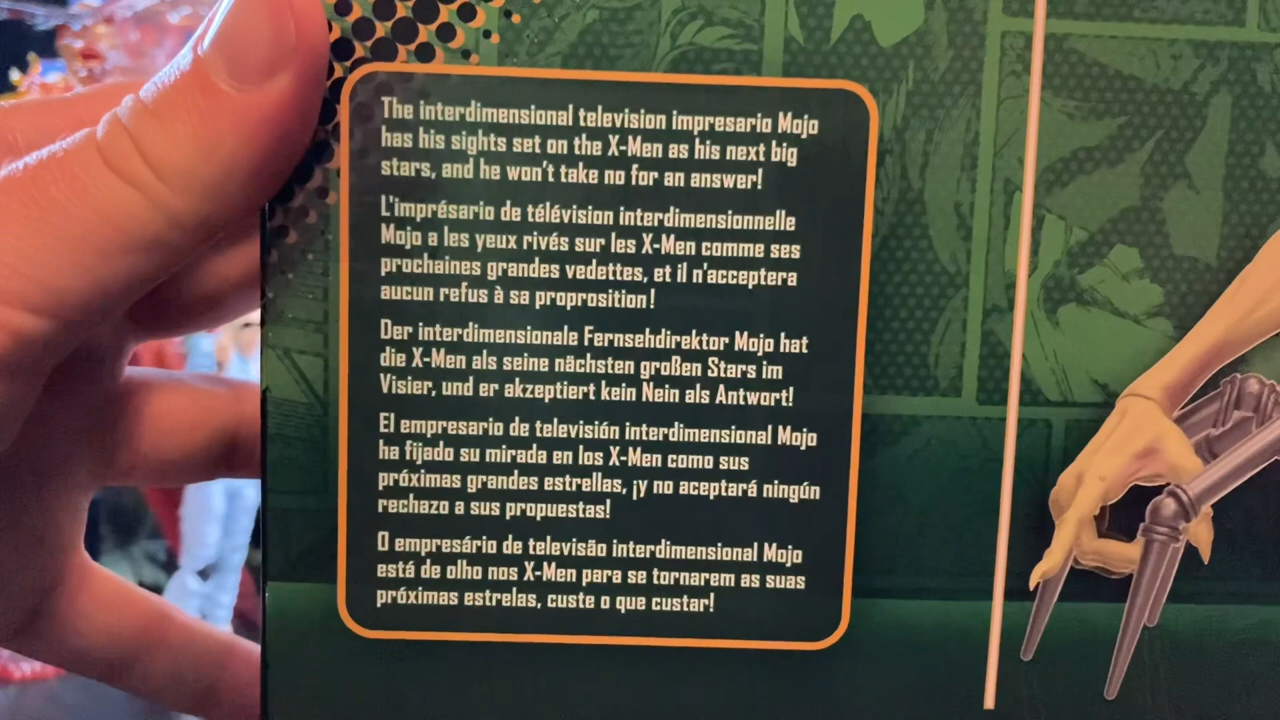 The interdimensional television impresario Mojo
has his sights set on the X-Men as his next big
stars, and he won't take no for an answer!
L'imprésario de télévision interdimensionnelle
Mojo a les yeux rivés sur les X-Men comme ses
prochaines grandes vedettes, et il n'acceptera
aucun refus à sa proprosition!
Der interdimensionale Fernsehdirektor Mojo hat
die X-Men als seine nächsten großen Stars im
Visier, und er akzeptiert kein Nein als Antwort!
El empresario de televisión interdimensional Mojo
ha fijado su mirada en los X-Men como sus
próximas grandes estrellas, ¡y no aceptará ningún
rechazo a sus propuestas!
O empresário de televisão interdimensional Mojo
está de olho nos X-Men para se tornarem as suas
próximas estrelas, custe o que custar!